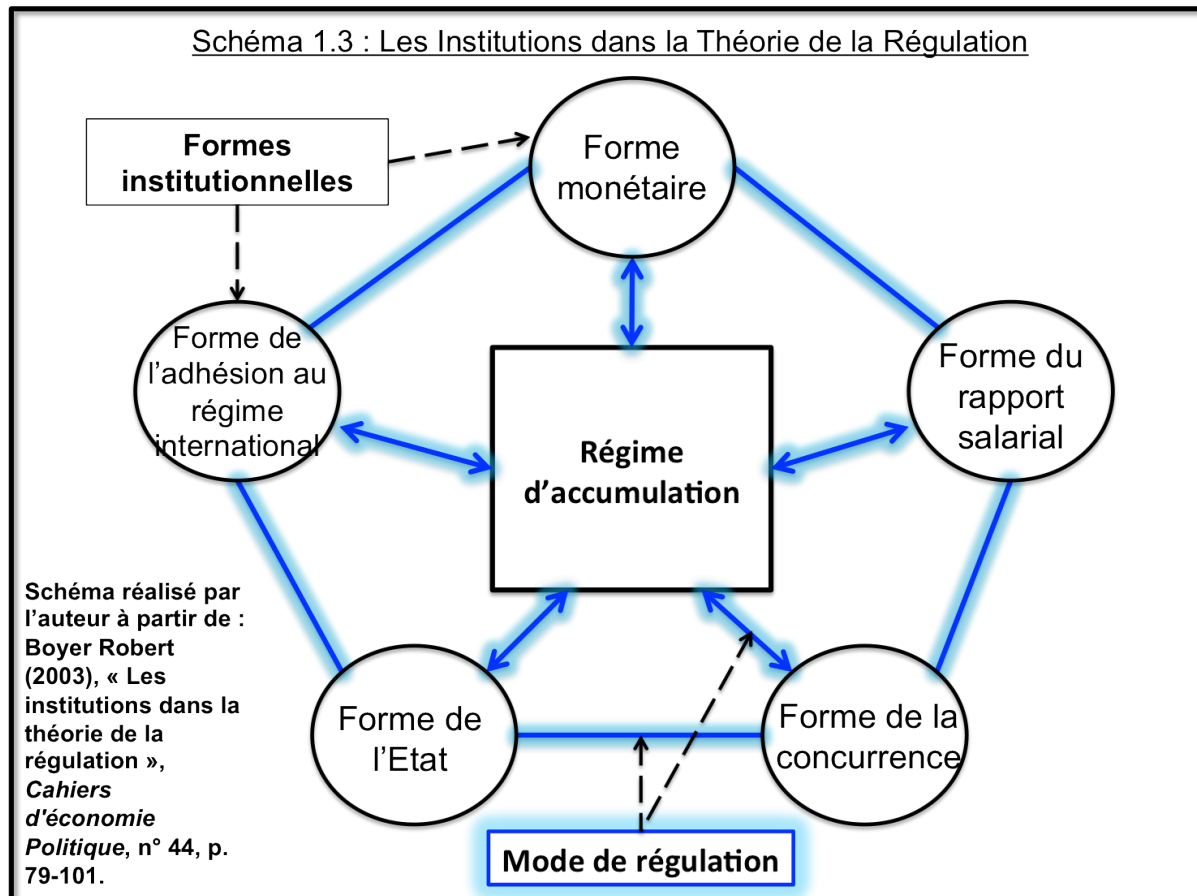 Schéma 1.3 : Les Institutions dans la Théorie de la Régulation
Formes
institutionnelles
Forme
monétaire
Forme de
l’adhésion au
régime
international
Forme du
rapport
salarial
Régime
d’accumulation
Schéma réalisé par
l’auteur à partir de :
Boyer Robert
(2003), « Les
institutions dans la
théorie de la
régulation »,
Cahiers
d'économie
Politique, n° 44, p.
79-101.
Forme de
l’Etat
Forme de la
concurrence
Mode de régulation